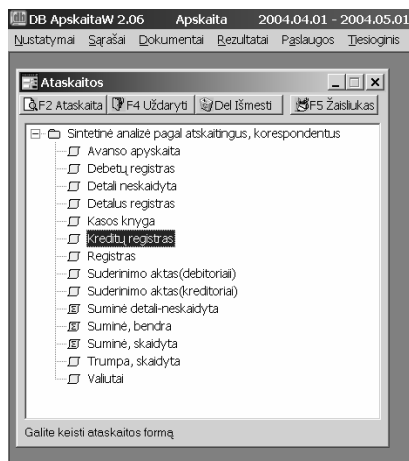 DB ApskaitaW 2.06 Apskaita 2004.04.01 - 2004.05.01
Nustatymai Sąrašai Dokumentai Rezultatai Paslaugos Tiesioginis
Ataskaitos
F2 Ataskaita F4 Uždaryti Del Išmesti F5 Žaisliukas
Sintetinė analizė pagal atskaitingus, korespondentus
Avanso apyskaita
Debetų registras
Detali neskaidyta
Detalus registras
Kasos knyga
Kreditų registras
Registras
Suderinimo aktas(debitoriai)
Suderinimo aktas(kreditoriai)
Suminė detali-neskaidyta
Suminė, bendra
Suminė, skaidyta
Trumpa, skaidyta
Valiutai
Galite keisti ataskaitos formą